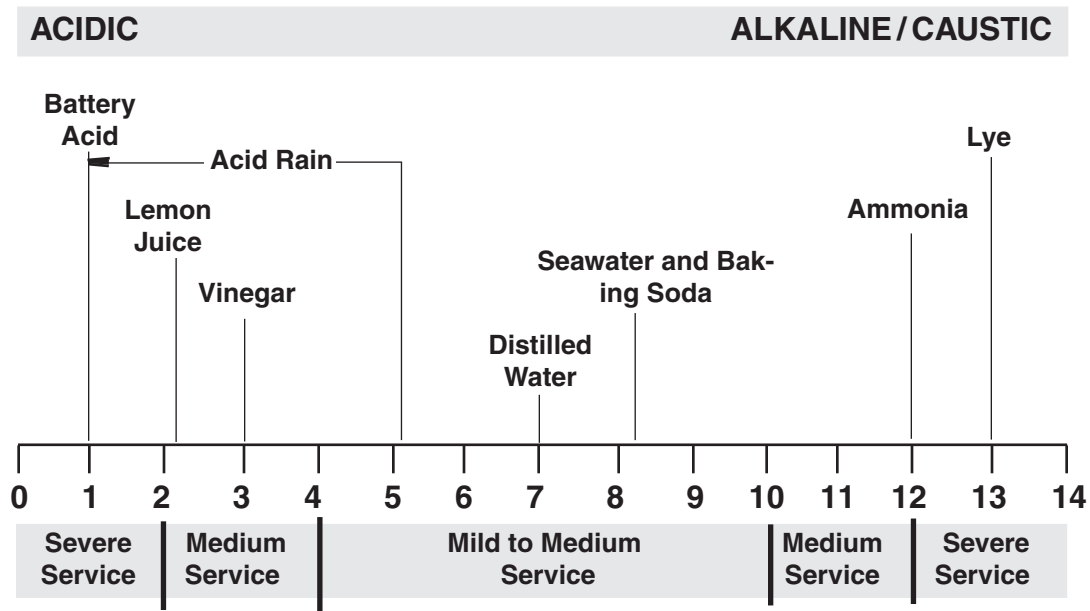 ACIDIC ALKALINE/CAUSTIC
Battery
Acid
Acid Rain
Lye
Lemon
Juice
Ammonia
Vinegar
Seawater and Bak-
ing Soda
Distilled
Water
0 1 2 3 4 5 6 7 8 9 10 11 12 13 14
Severe
Service
Medium
Service
Mild to Medium
Service
Medium
Service
Severe
Service